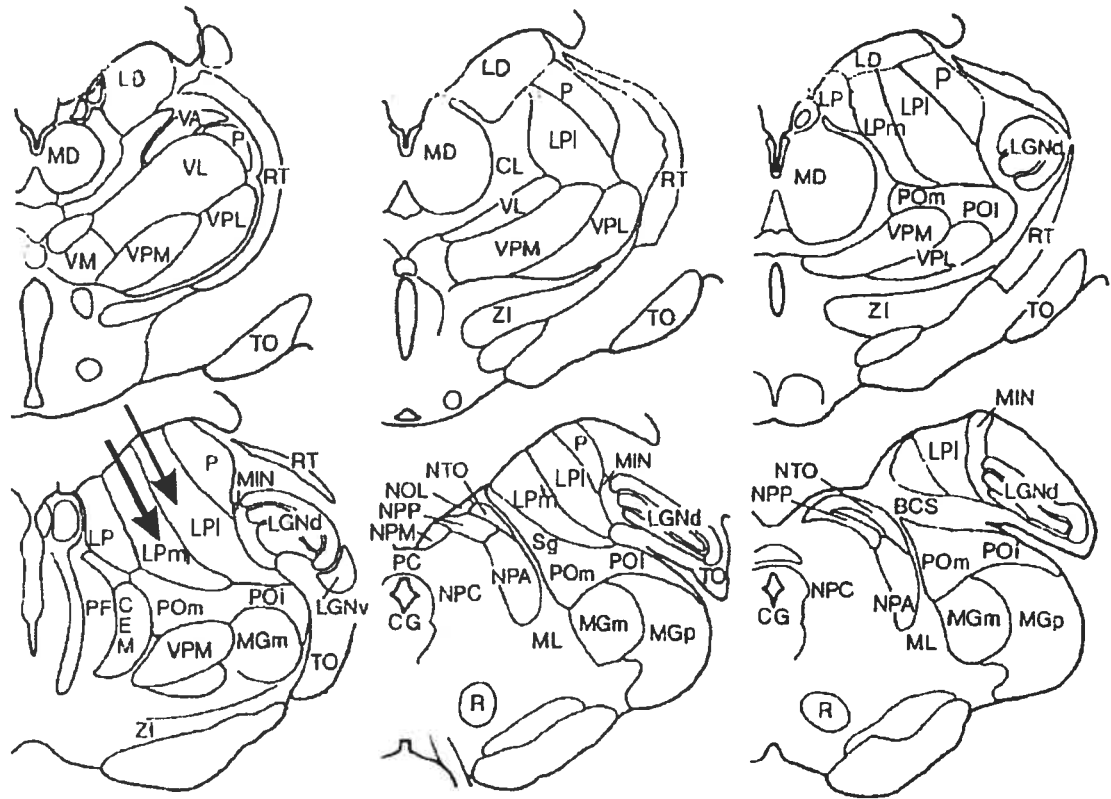 LD
VA
P
MD
VL
RT
VPL
VM
VPM
TO
LD
P
MD
LPl
CL
RT
VL
VPL
VPM
ZI
TO
LD
P
LP
LPl
LPm
LGNd
MD
POm
POl
VPM
RT
VPL
ZI
TO
P
RT
MIN
LPl
LGNd
LP
LPm
LGNv
PF
CEM
POm
POi
VPM
MGm
TO
ZI
P
MIN
NTO
LPl
NOL
LPm
NPP
LGNd
NPM
Sg
PC
POl
TO
NPA
POm
NPC
CG
MGm
MGp
ML
R
MIN
LPl
NTO
NPP
LGNd
BCS
POi
POm
NPC
CG
NPA
MGm
MGp
ML
R